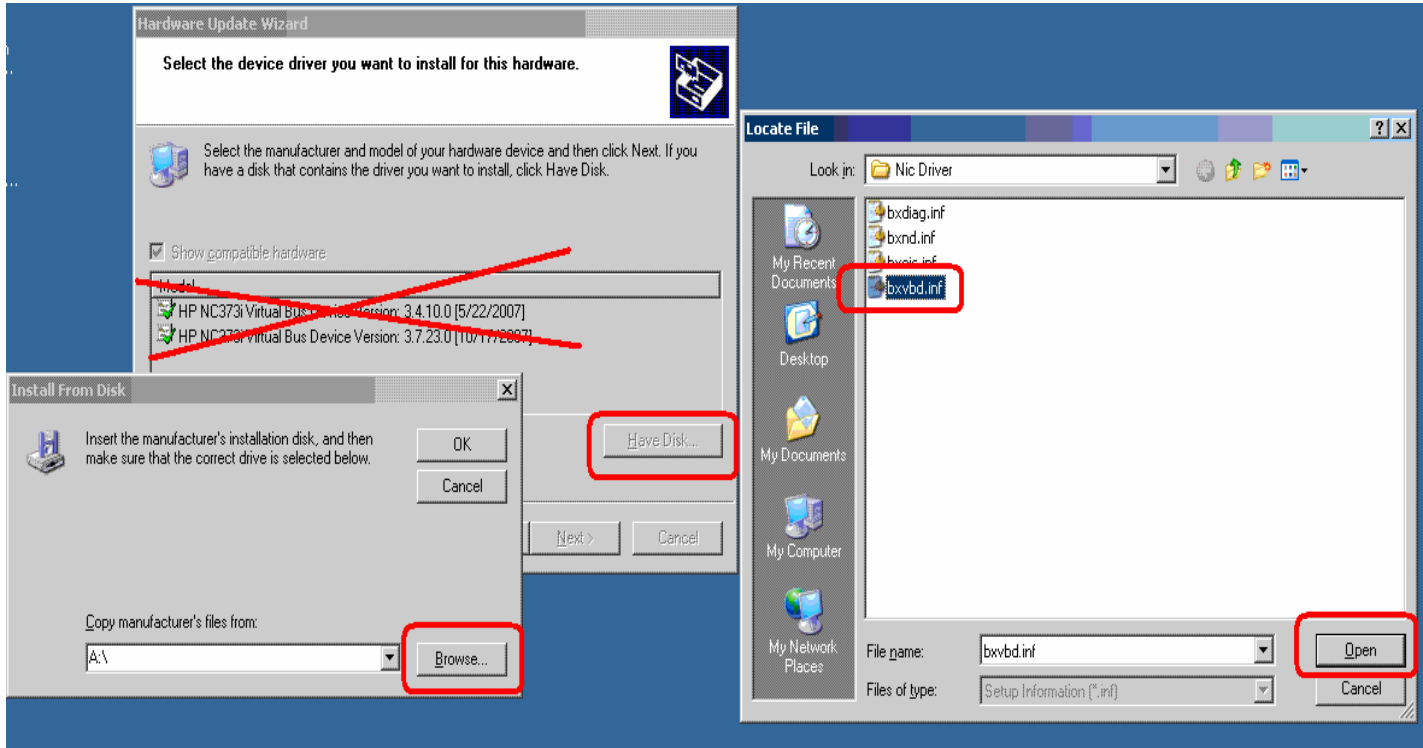 Hardware Update Wizard
Select the device driver you want to install for this hardware.
Select the manufacturer and model of your hardware device and then click Next. If you
have a disk that contains the driver you want to install, click Have Disk.
Show compatible hardware
Model
HP NC373i Virtual Bus Device Version: 3.4.10.0 [5/22/2007]
HP NC373i Virtual Bus Device Version: 3.7.23.0 [10/17/2007]
Have Disk...
Next >
Cancel
Install From Disk
Insert the manufacturer's installation disk, and then
make sure that the correct drive is selected below.
OK
Cancel
Copy manufacturer's files from:
A:\
Browse...
Locate File
Look in:
Nic Driver
bxdiag.inf
bxnd.inf
bxvbd.inf
My Recent
Documents
Desktop
My Documents
My Computer
My Network
Places
File name:
bxvbd.inf
Open
Files of type:
Setup Information (*.inf)
Cancel